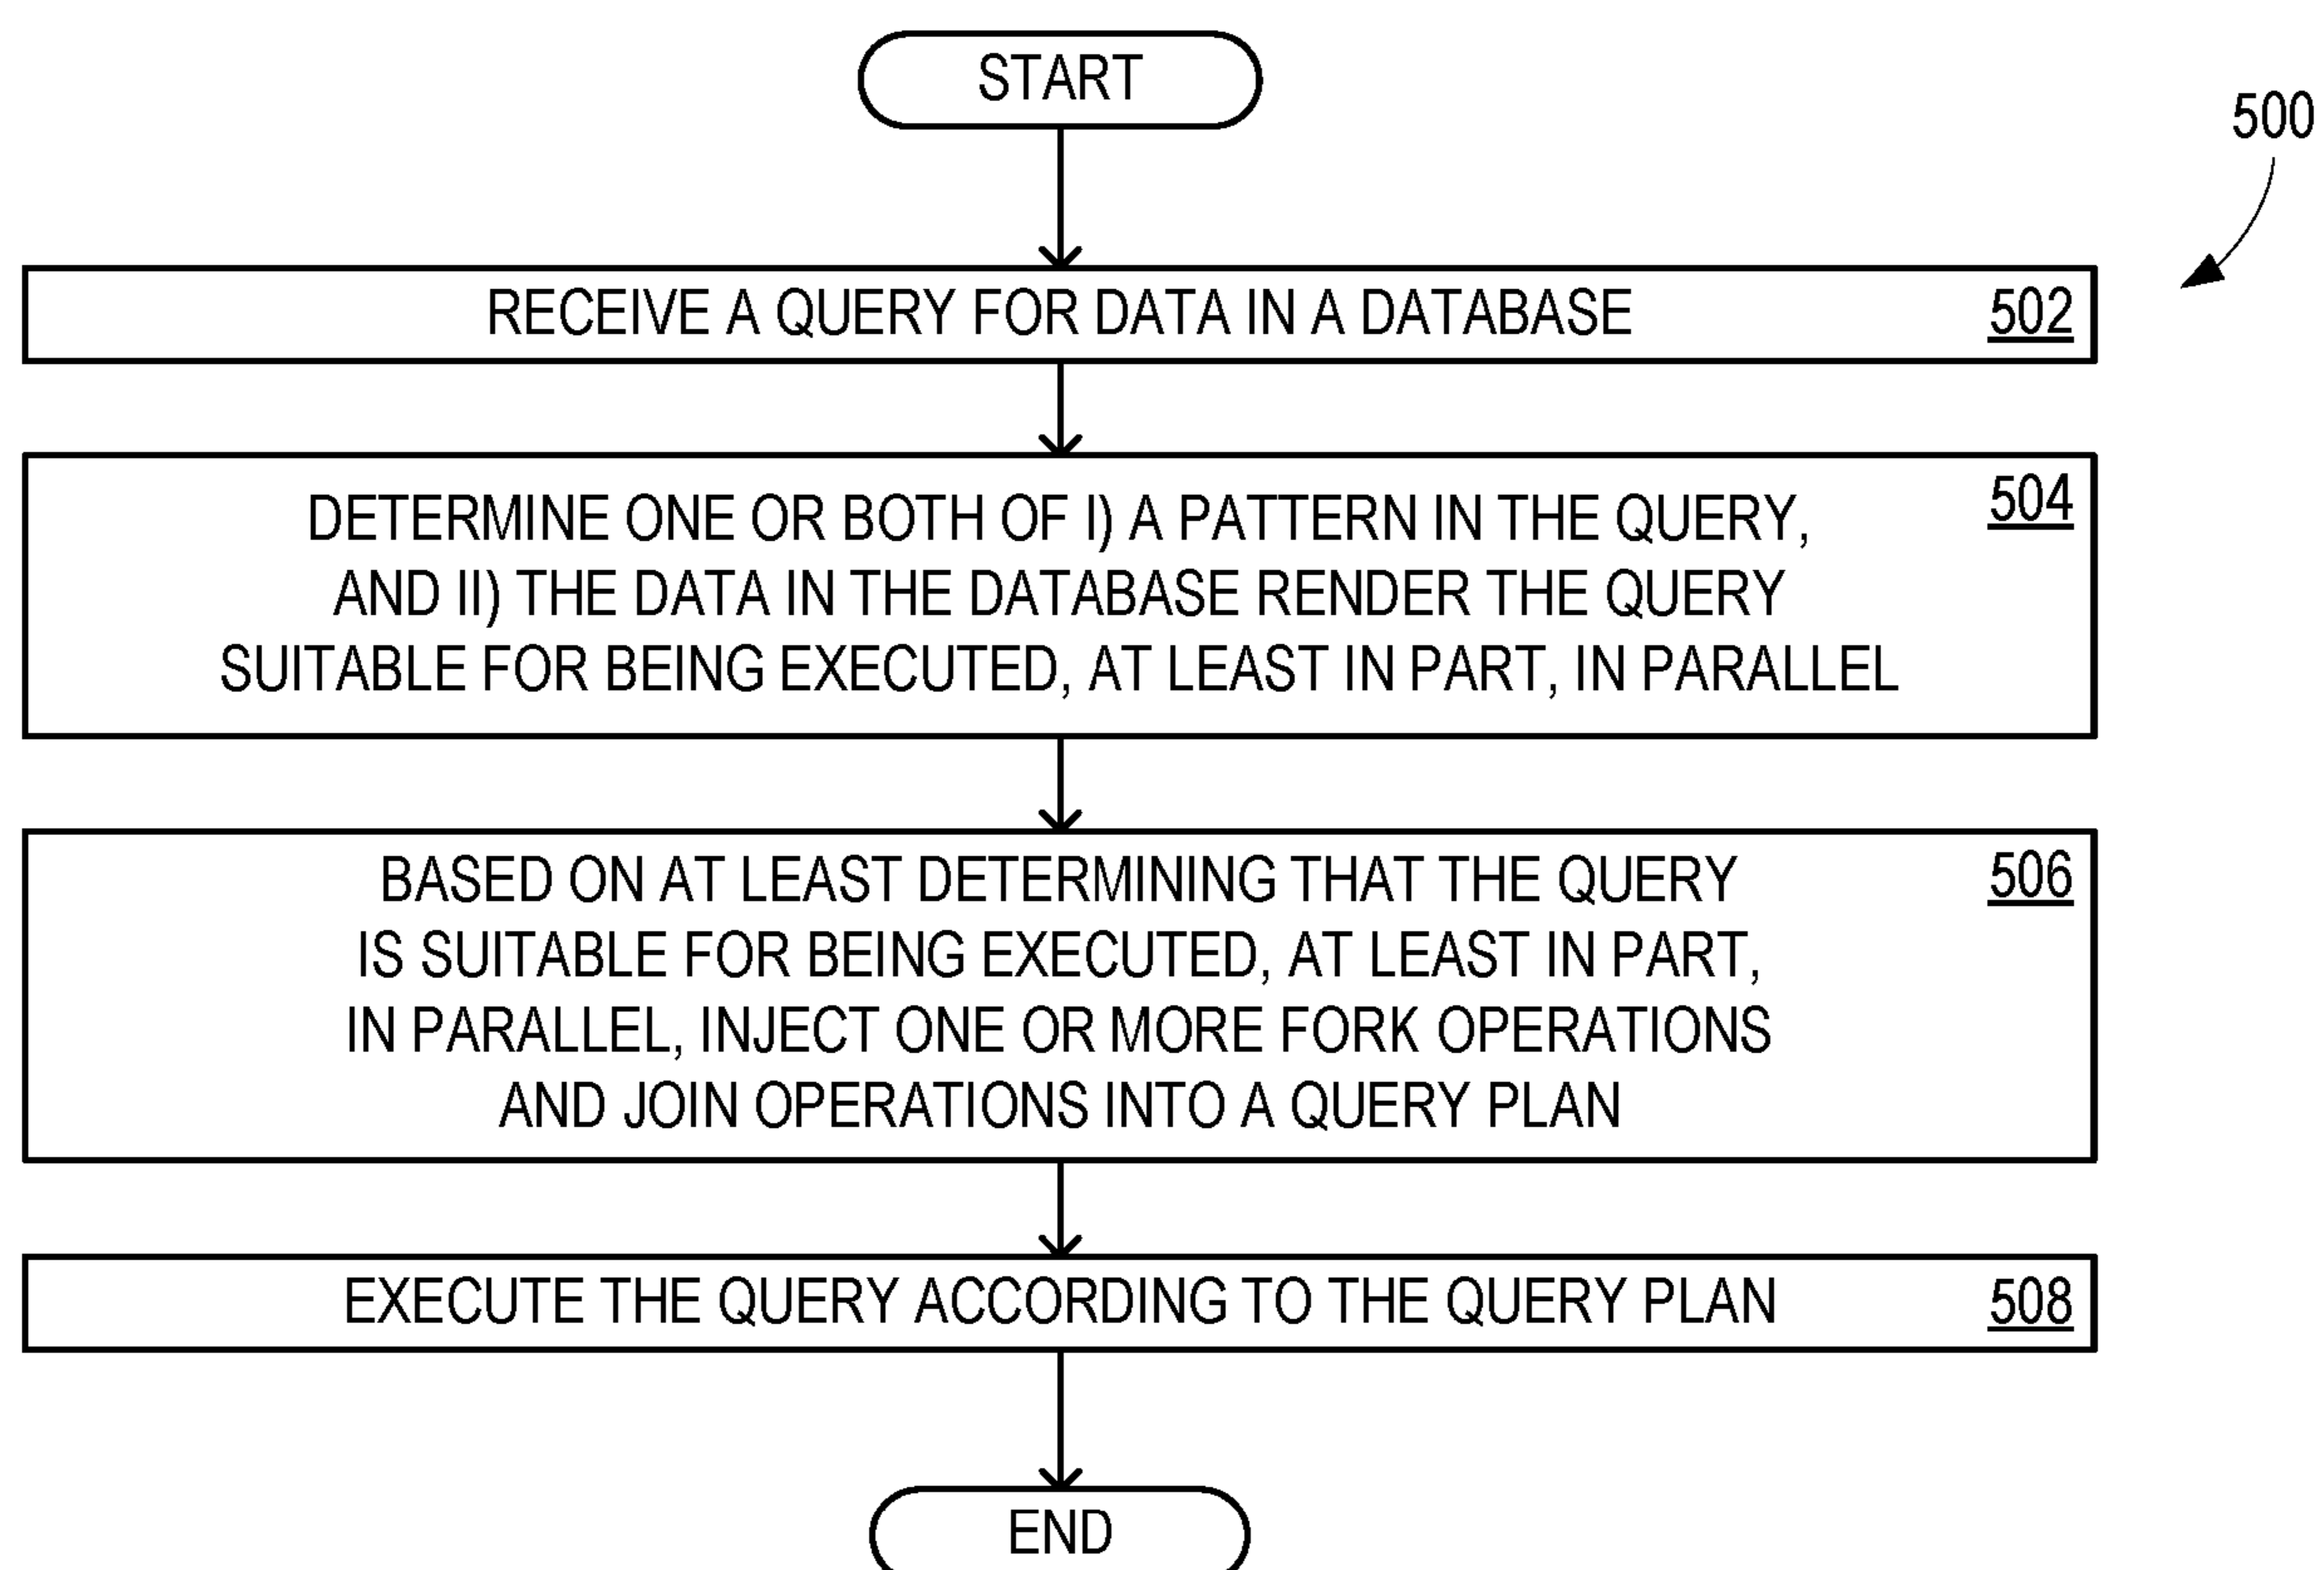 START
500
RECEIVE A QUERY FOR DATA IN A DATABASE 502
504
DETERMINE ONE OR BOTH OF I) A PATTERN IN THE QUERY,
AND II) THE DATA IN THE DATABASE RENDER THE QUERY
SUITABLE FOR BEING EXECUTED, AT LEAST IN PART, IN PARALLEL
BASED ON AT LEAST DETERMINING THAT THE QUERY 506
IS SUITABLE FOR BEING EXECUTED, AT LEAST IN PART,
IN PARALLEL, INJECT ONE OR MORE FORK OPERATIONS
AND JOIN OPERATIONS INTO A QUERY PLAN
EXECUTE THE QUERY ACCORDING TO THE QUERY PLAN 508
END